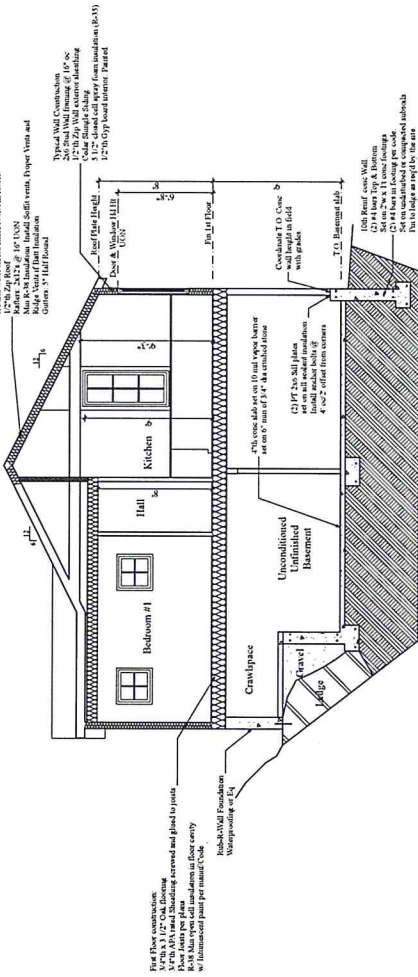 1/2"th Zip Roof
Rafters: 2x12's @ 16" UON
Min R-38 Insulation. Install Soffit vents, Proper Vents and
Ridge Vents if Batt Insulation
Gutters: 5" Half Round
Typical Wall Construction
2x6 Stud Wall framing @ 16" oc
1/2"th Zip Wall exterior sheathing
Cedar Shingle Siding
5 1/2" closed cell spray foam insulation (R-35)
1/2"th Gyp board interior. Painted
12
6
12
Roof Plate Height
Door & Window Hd Ht
UON
Fin 1st Floor
8'
6'-8"
9'-3"
Bedroom #1
Hall
Kitchen
First Floor construction:
3/4"th x 3 1/2" Oak flooring
3/4"th APA rated Sheathing screwed and glued to joists
Floor Joists per plans
R-38 Min open cell insulation in floor cavity
w/ Intumescent paint per manuf/Code
Coordinate T.O. Conc
wall height in field
with grades
T.O. Basement slab
4"th conc slab set on 10 mil vapor barrier
set on 6" min of 3/4" dia crushed stone
(2) PT 2x6 Sill plates
set on sill sealant insulation
Install anchor bolts @
4' oc/2' offset from corners
Crawlspace
Unconditioned
Unfinished
Basement
Gravel
Ledge
Rub-R-Wall Foundation
Waterproofing or Eq
10th Reinf' conc Wall
(2) #4 bars Top & Bottom
Set on 2'w x 1't conc footings
(2) #4 bars in footing per code
Set on undisturbed or compacted subsoils
Pin to ledge as req'd by the site